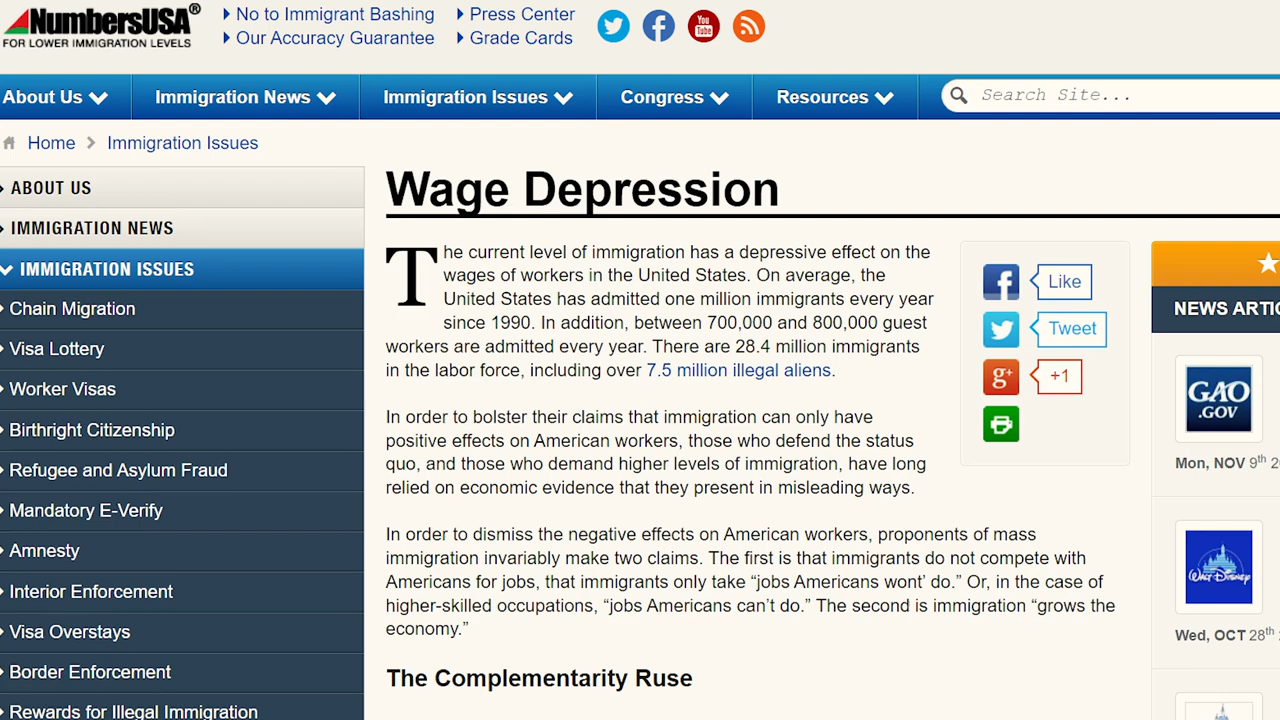 NumbersUSA®
FOR LOWER IMMIGRATION LEVELS
No to Immigrant Bashing
Press Center
Our Accuracy Guarantee
Grade Cards
You
Tube
About Us
Immigration News
Immigration Issues
Congress
Resources
Search Site...
Home
Immigration Issues
ABOUT US
IMMIGRATION NEWS
IMMIGRATION ISSUES
Chain Migration
Visa Lottery
Worker Visas
Birthright Citizenship
Refugee and Asylum Fraud
Mandatory E-Verify
Amnesty
Interior Enforcement
Visa Overstays
Border Enforcement
Rewards for Illegal Immigration
Wage Depression
The current level of immigration has a depressive effect on the
wages of workers in the United States. On average, the
United States has admitted one million immigrants every year
since 1990. In addition, between 700,000 and 800,000 guest
workers are admitted every year. There are 28.4 million immigrants
in the labor force, including over 7.5 million illegal aliens.
In order to bolster their claims that immigration can only have
positive effects on American workers, those who defend the status
quo, and those who demand higher levels of immigration, have long
relied on economic evidence that they present in misleading ways.
In order to dismiss the negative effects on American workers, proponents of mass
immigration invariably make two claims. The first is that immigrants do not compete with
Americans for jobs, that immigrants only take “jobs Americans wont’ do.” Or, in the case of
higher-skilled occupations, “jobs Americans can’t do.” The second is immigration “grows the
economy.”
The Complementarity Ruse
Like
Tweet
g+
+1
NEWS ARTIC
GAO
.GOV
Mon, NOV 9th 20
WALT DISNEY
Wed, OCT 28th